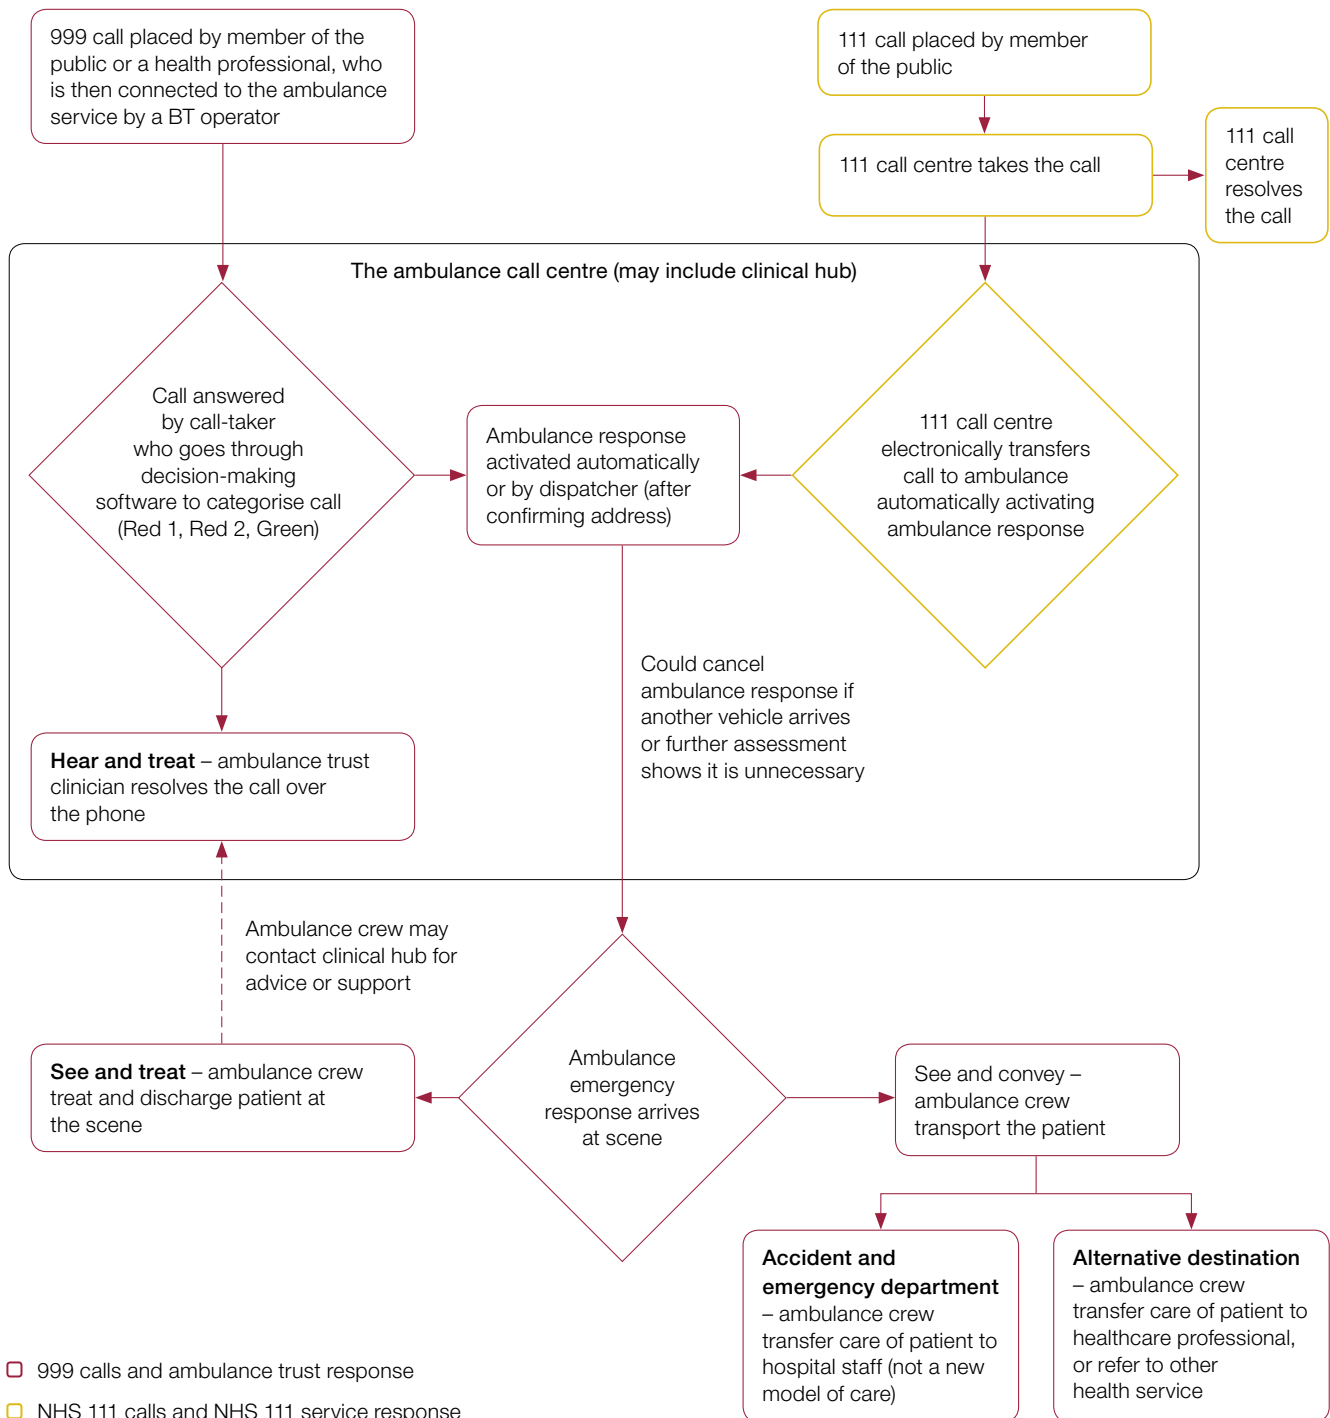 999 call placed by member of the
public or a health professional, who
is then connected to the ambulance
service by a BT operator
111 call placed by member
of the public
111 call centre takes the call
111 call
centre
resolves
the call
The ambulance call centre (may include clinical hub)
Call answered
by call-taker
who goes through
decision-making
software to categorise call
(Red 1, Red 2, Green)
Ambulance response
activated automatically
or by dispatcher (after
confirming address)
111 call centre
electronically transfers
call to ambulance
automatically activating
ambulance response
Could cancel
ambulance response if
another vehicle arrives
or further assessment
shows it is unnecessary
Hear and treat – ambulance trust
clinician resolves the call over
the phone
Ambulance crew may
contact clinical hub for
advice or support
See and treat – ambulance crew
treat and discharge patient at
the scene
Ambulance
emergency
response arrives
at scene
See and convey –
ambulance crew
transport the patient
Accident and
emergency department
– ambulance crew
transfer care of patient to
hospital staff (not a new
model of care)
Alternative destination
– ambulance crew
transfer care of patient to
healthcare professional,
or refer to other
health service
999 calls and ambulance trust response
NHS 111 calls and NHS 111 service response